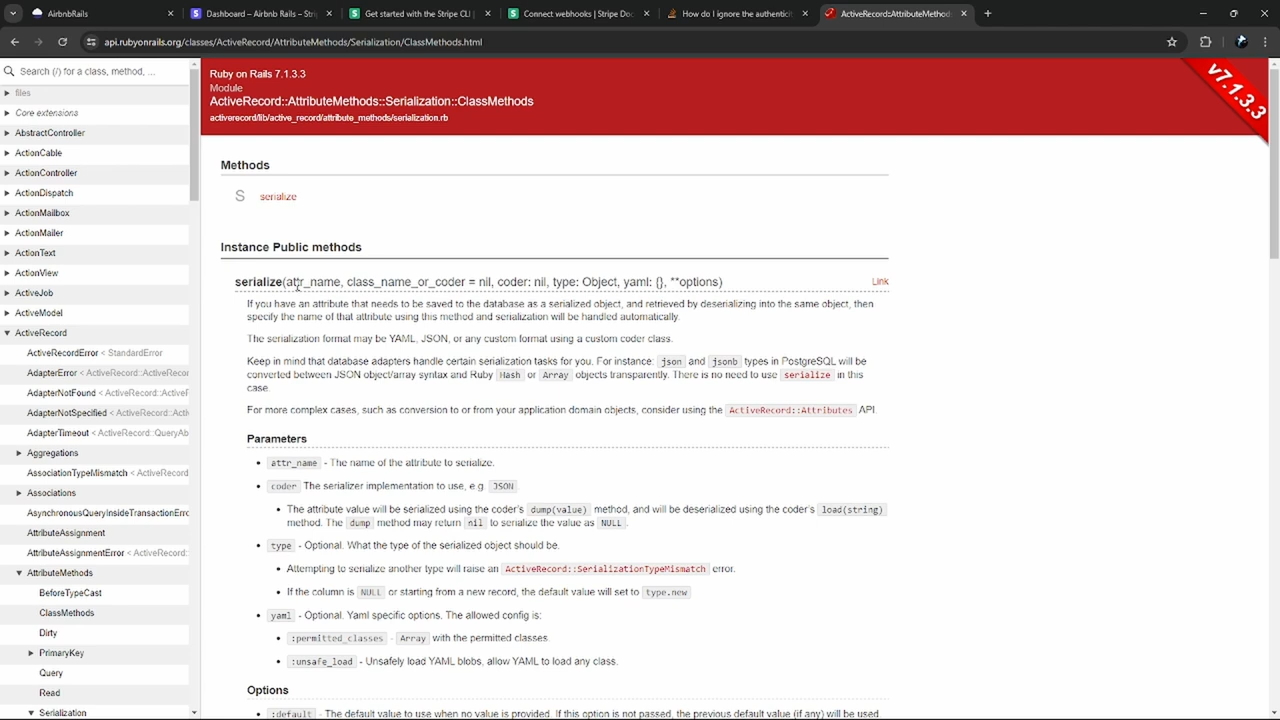 AirbnbRails
Dashboard – Airbnb Rails – Stri
Get started with the Stripe CLI
Connect webhooks | Stripe Doc
How do I ignore the authenticit
ActiveRecord::AttributeMethod
api.rubyonrails.org/classes/ActiveRecord/AttributeMethods/Serialization/ClassMethods.html
Search (/) for a class, method, ...
files
Core extensions
AbstractController
ActionCable
ActionController
ActionDispatch
ActionMailbox
ActionMailer
ActionText
ActionView
ActiveJob
ActiveModel
ActiveRecord
ActiveRecordError < StandardError
AdapterError < ActiveRecord::ActiveReco
AdapterNotFound < ActiveRecord::Active
AdapterNotSpecified < ActiveRecord::Acti
AdapterTimeout < ActiveRecord::QueryAb
Aggregations
AssociationTypeMismatch < ActiveRecord
Associations
AsynchronousQueryInsideTransactionErro
AttributeAssignment
AttributeAssignmentError < ActiveRecord:
AttributeMethods
BeforeTypeCast
ClassMethods
Dirty
PrimaryKey
Query
Read
Serialization
Ruby on Rails 7.1.3.3
Module
ActiveRecord::AttributeMethods::Serialization::ClassMethods
activerecord/lib/active_record/attribute_methods/serialization.rb
v7.1.3.3
Methods
S serialize
Instance Public methods
serialize(attr_name, class_name_or_coder = nil, coder: nil, type: Object, yaml: {}, **options) Link
If you have an attribute that needs to be saved to the database as a serialized object, and retrieved by deserializing into the same object, then
specify the name of that attribute using this method and serialization will be handled automatically.
The serialization format may be YAML, JSON, or any custom format using a custom coder class.
Keep in mind that database adapters handle certain serialization tasks for you. For instance: json and jsonb types in PostgreSQL will be
converted between JSON object/array syntax and Ruby Hash or Array objects transparently. There is no need to use serialize in this
case.
For more complex cases, such as conversion to or from your application domain objects, consider using the ActiveRecord::Attributes API.
Parameters
• attr_name - The name of the attribute to serialize.
• coder The serializer implementation to use, e.g. JSON.
• The attribute value will be serialized using the coder's dump(value) method, and will be deserialized using the coder's load(string)
method. The dump method may return nil to serialize the value as NULL.
• type - Optional. What the type of the serialized object should be.
• Attempting to serialize another type will raise an ActiveRecord::SerializationTypeMismatch error.
• If the column is NULL or starting from a new record, the default value will set to type.new
• yaml - Optional. Yaml specific options. The allowed config is:
• :permitted_classes - Array with the permitted classes.
• :unsafe_load - Unsafely load YAML blobs, allow YAML to load any class.
Options
• :default - The default value to use when no value is provided. If this option is not passed, the previous default value (if any) will be used